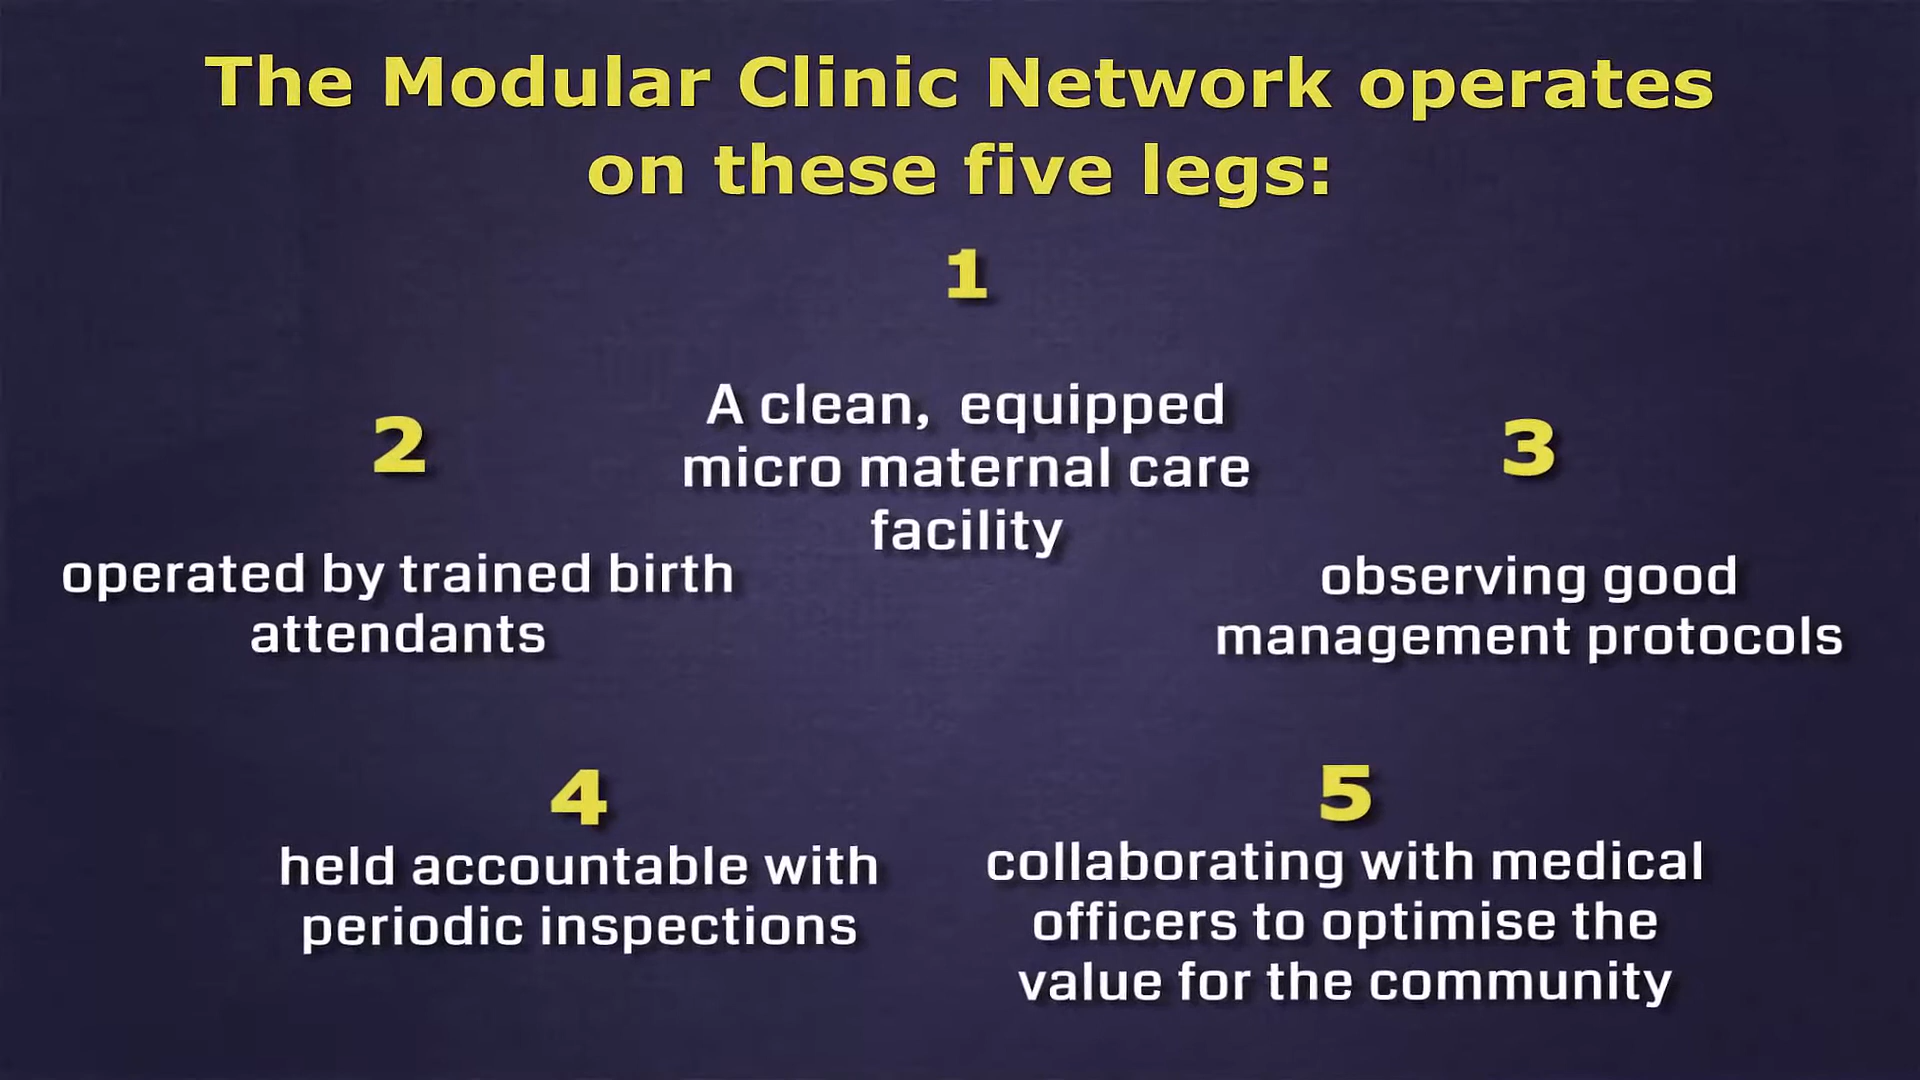 The Modular Clinic Network operates
on these five legs:
1
A clean,  equipped
micro maternal care
facility
2
operated by trained birth
attendants
3
observing good
management protocols
4
held accountable with
periodic inspections
5
collaborating with medical
officers to optimise the
value for the community